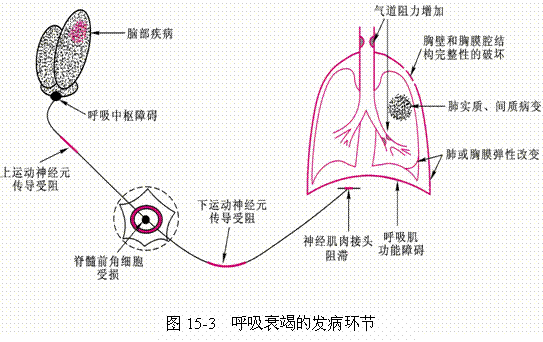 脑部疾病
呼吸中枢障碍
上运动神经元
传导受阻
脊髓前角细胞
受损
下运动神经元
传导受阻
气道阻力增加
胸壁和胸膜腔结
构完整性的破坏
肺实质、间质病变
肺或胸膜弹性改变
神经肌肉接头
阻滞
呼吸肌
功能障碍
图 15-3 呼吸衰竭的发病环节